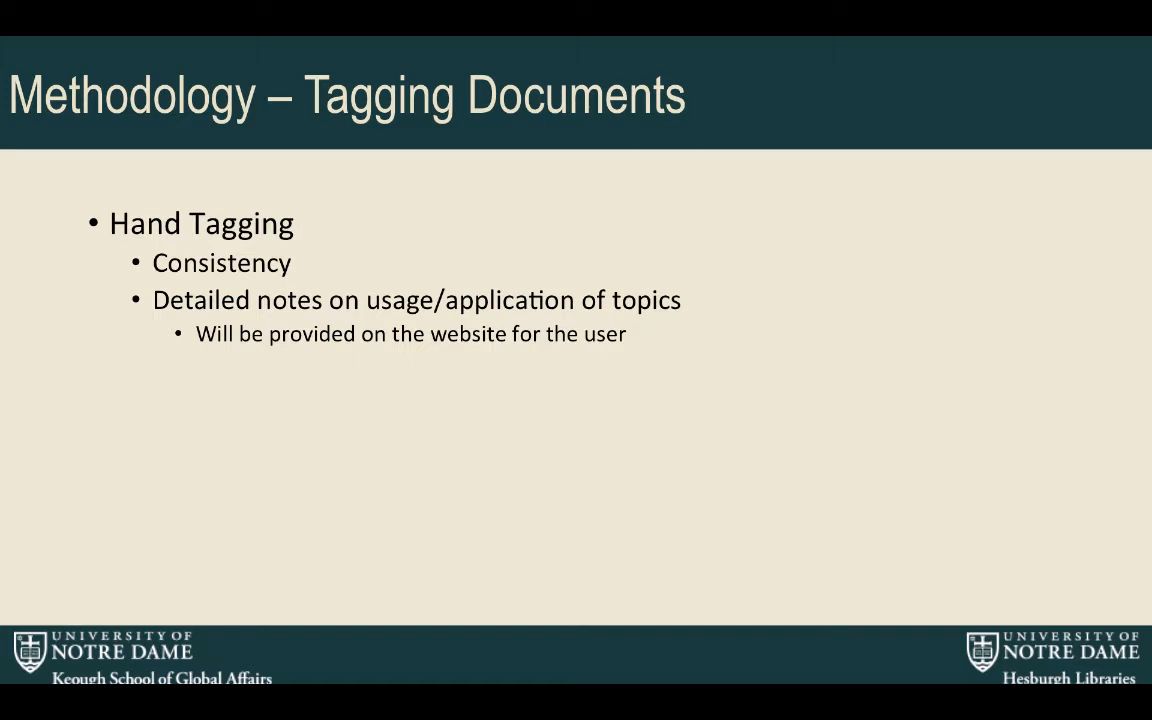 Methodology – Tagging Documents
• Hand Tagging
• Consistency
• Detailed notes on usage/application of topics
• Will be provided on the website for the user
UNIVERSITY OF
NOTRE DAME
Keough School of Global Affairs
UNIVERSITY OF
NOTRE DAME
Hesburgh Libraries